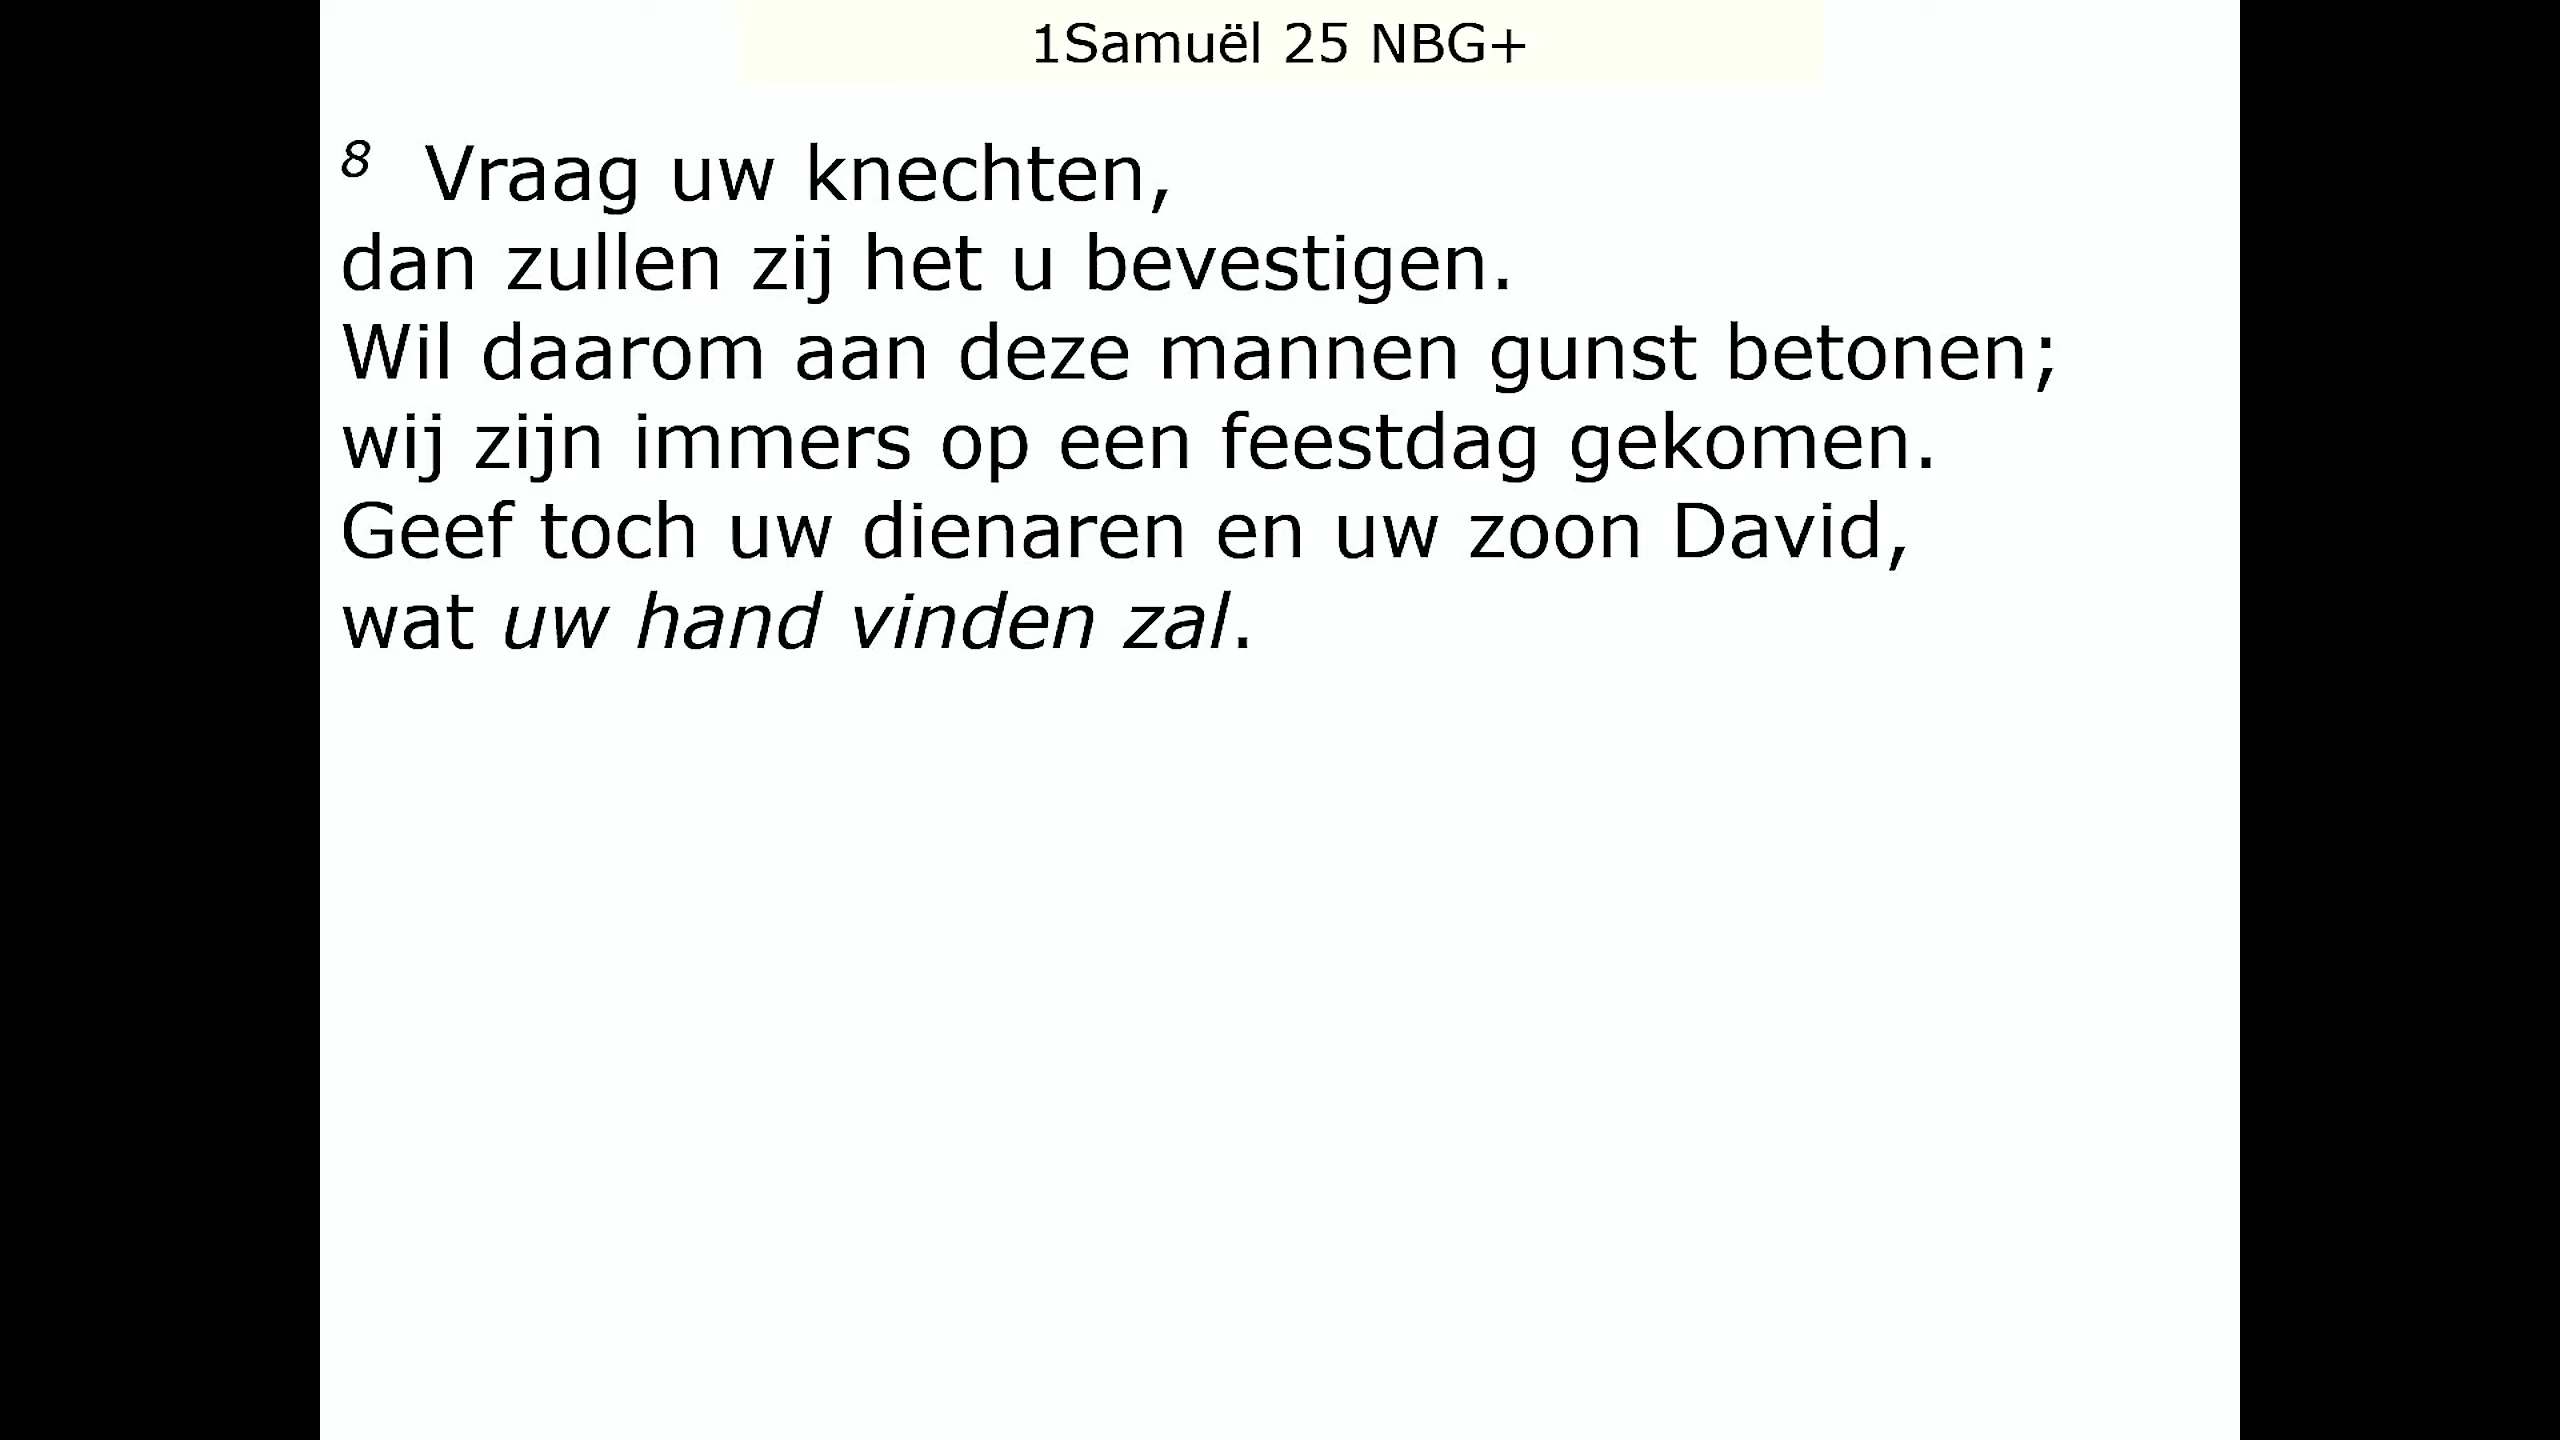 1Samuël 25 NBG+
8 Vraag uw knechten,
dan zullen zij het u bevestigen.
Wil daarom aan deze mannen gunst betonen;
wij zijn immers op een feestdag gekomen.
Geef toch uw dienaren en uw zoon David,
wat uw hand vinden zal.